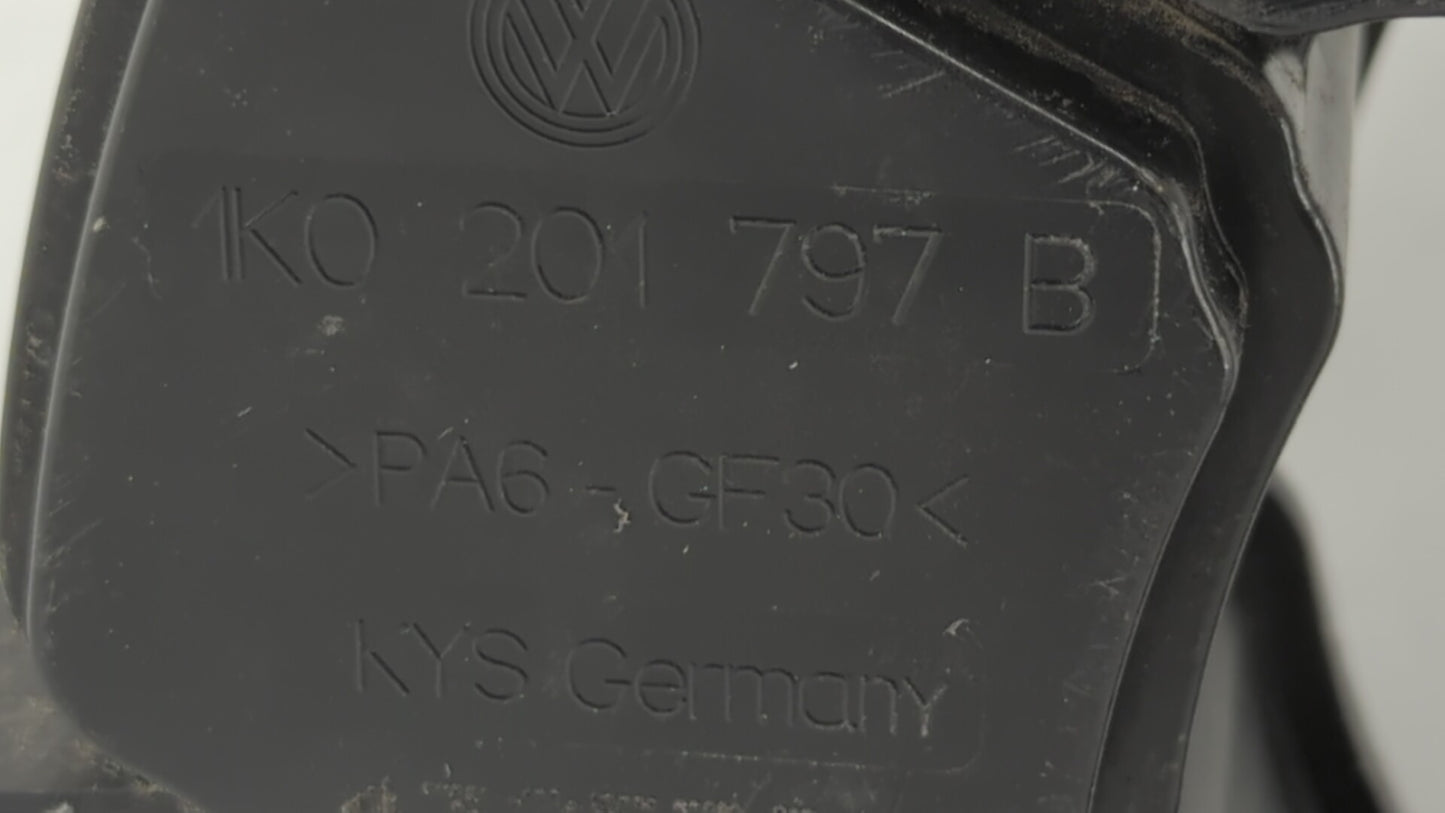 1K0 201 797 B
>PA6-GF30<
KYS Germany